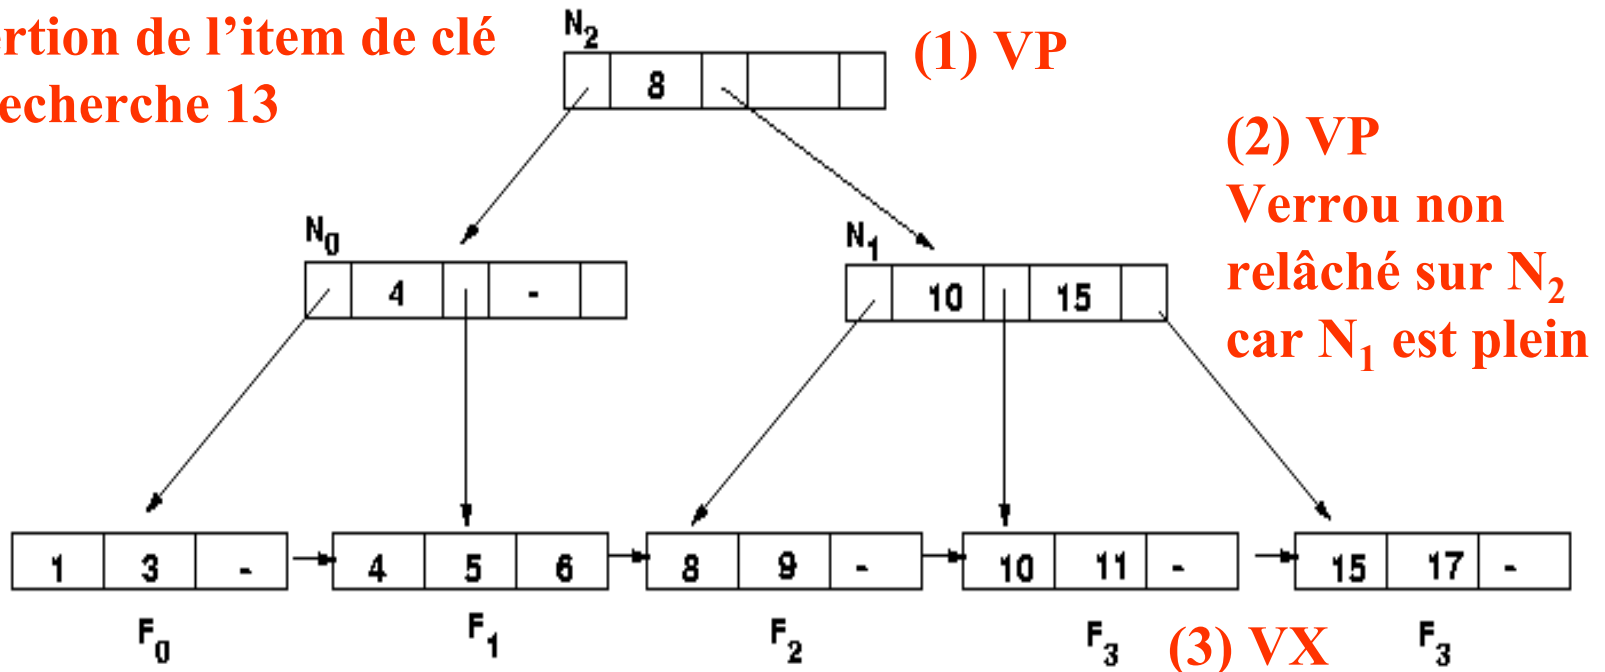 ertion de l'item de clé
echerche 13
N2
8
(1) VP
(2) VP
Verrou non
relâché sur N2
car N1 est plein
N0
4 -
N1
10 15
1 3 -
4 5 6
8 9 -
10 11 -
15 17 -
F0
F1
F2
F3
(3) VX
F3